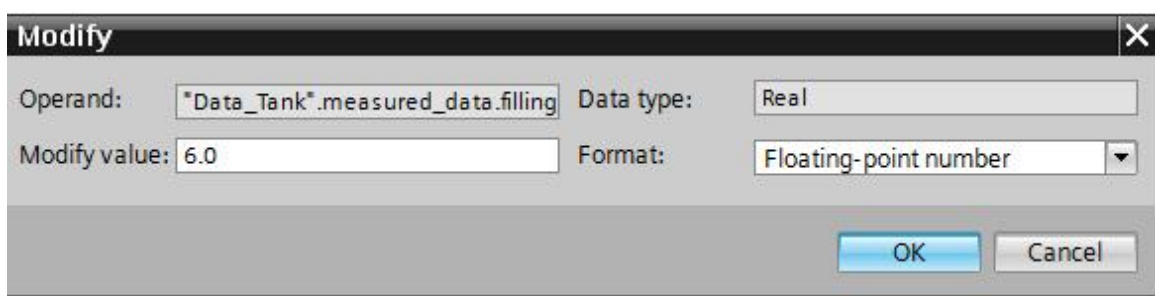 Modify
Operand: "Data_Tank".measured_data.filling Data type: Real
Modify value: 6.0 Format: Floating-point number
OK Cancel